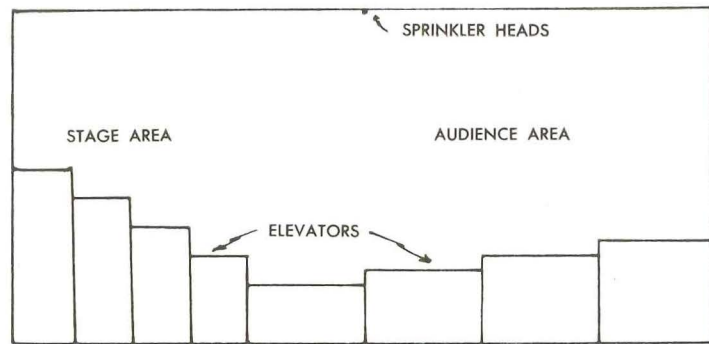 SPRINKLER HEADS
STAGE AREA
AUDIENCE AREA
ELEVATORS